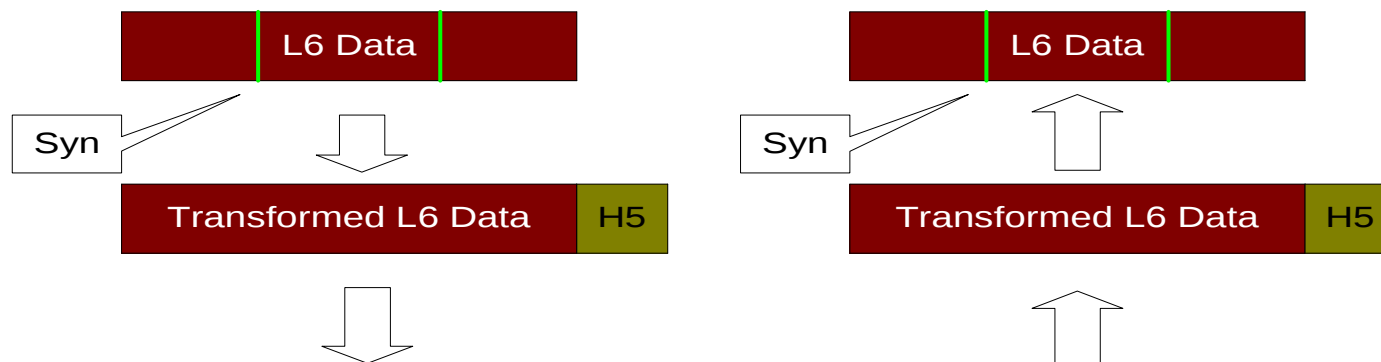 L6 Data
Syn
Transformed L6 Data H5
L6 Data
Syn
Transformed L6 Data H5